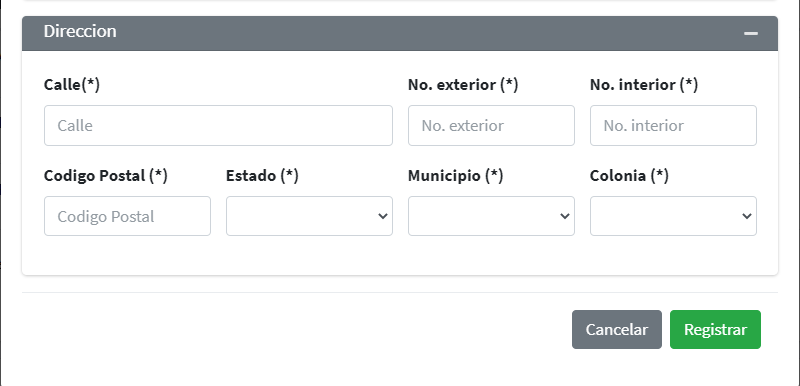 Direccion
Calle(*) No. exterior (*) No. interior (*)
Calle No. exterior No. interior
Codigo Postal (*) Estado (*) Municipio (*) Colonia (*)
Codigo Postal
Cancelar Registrar